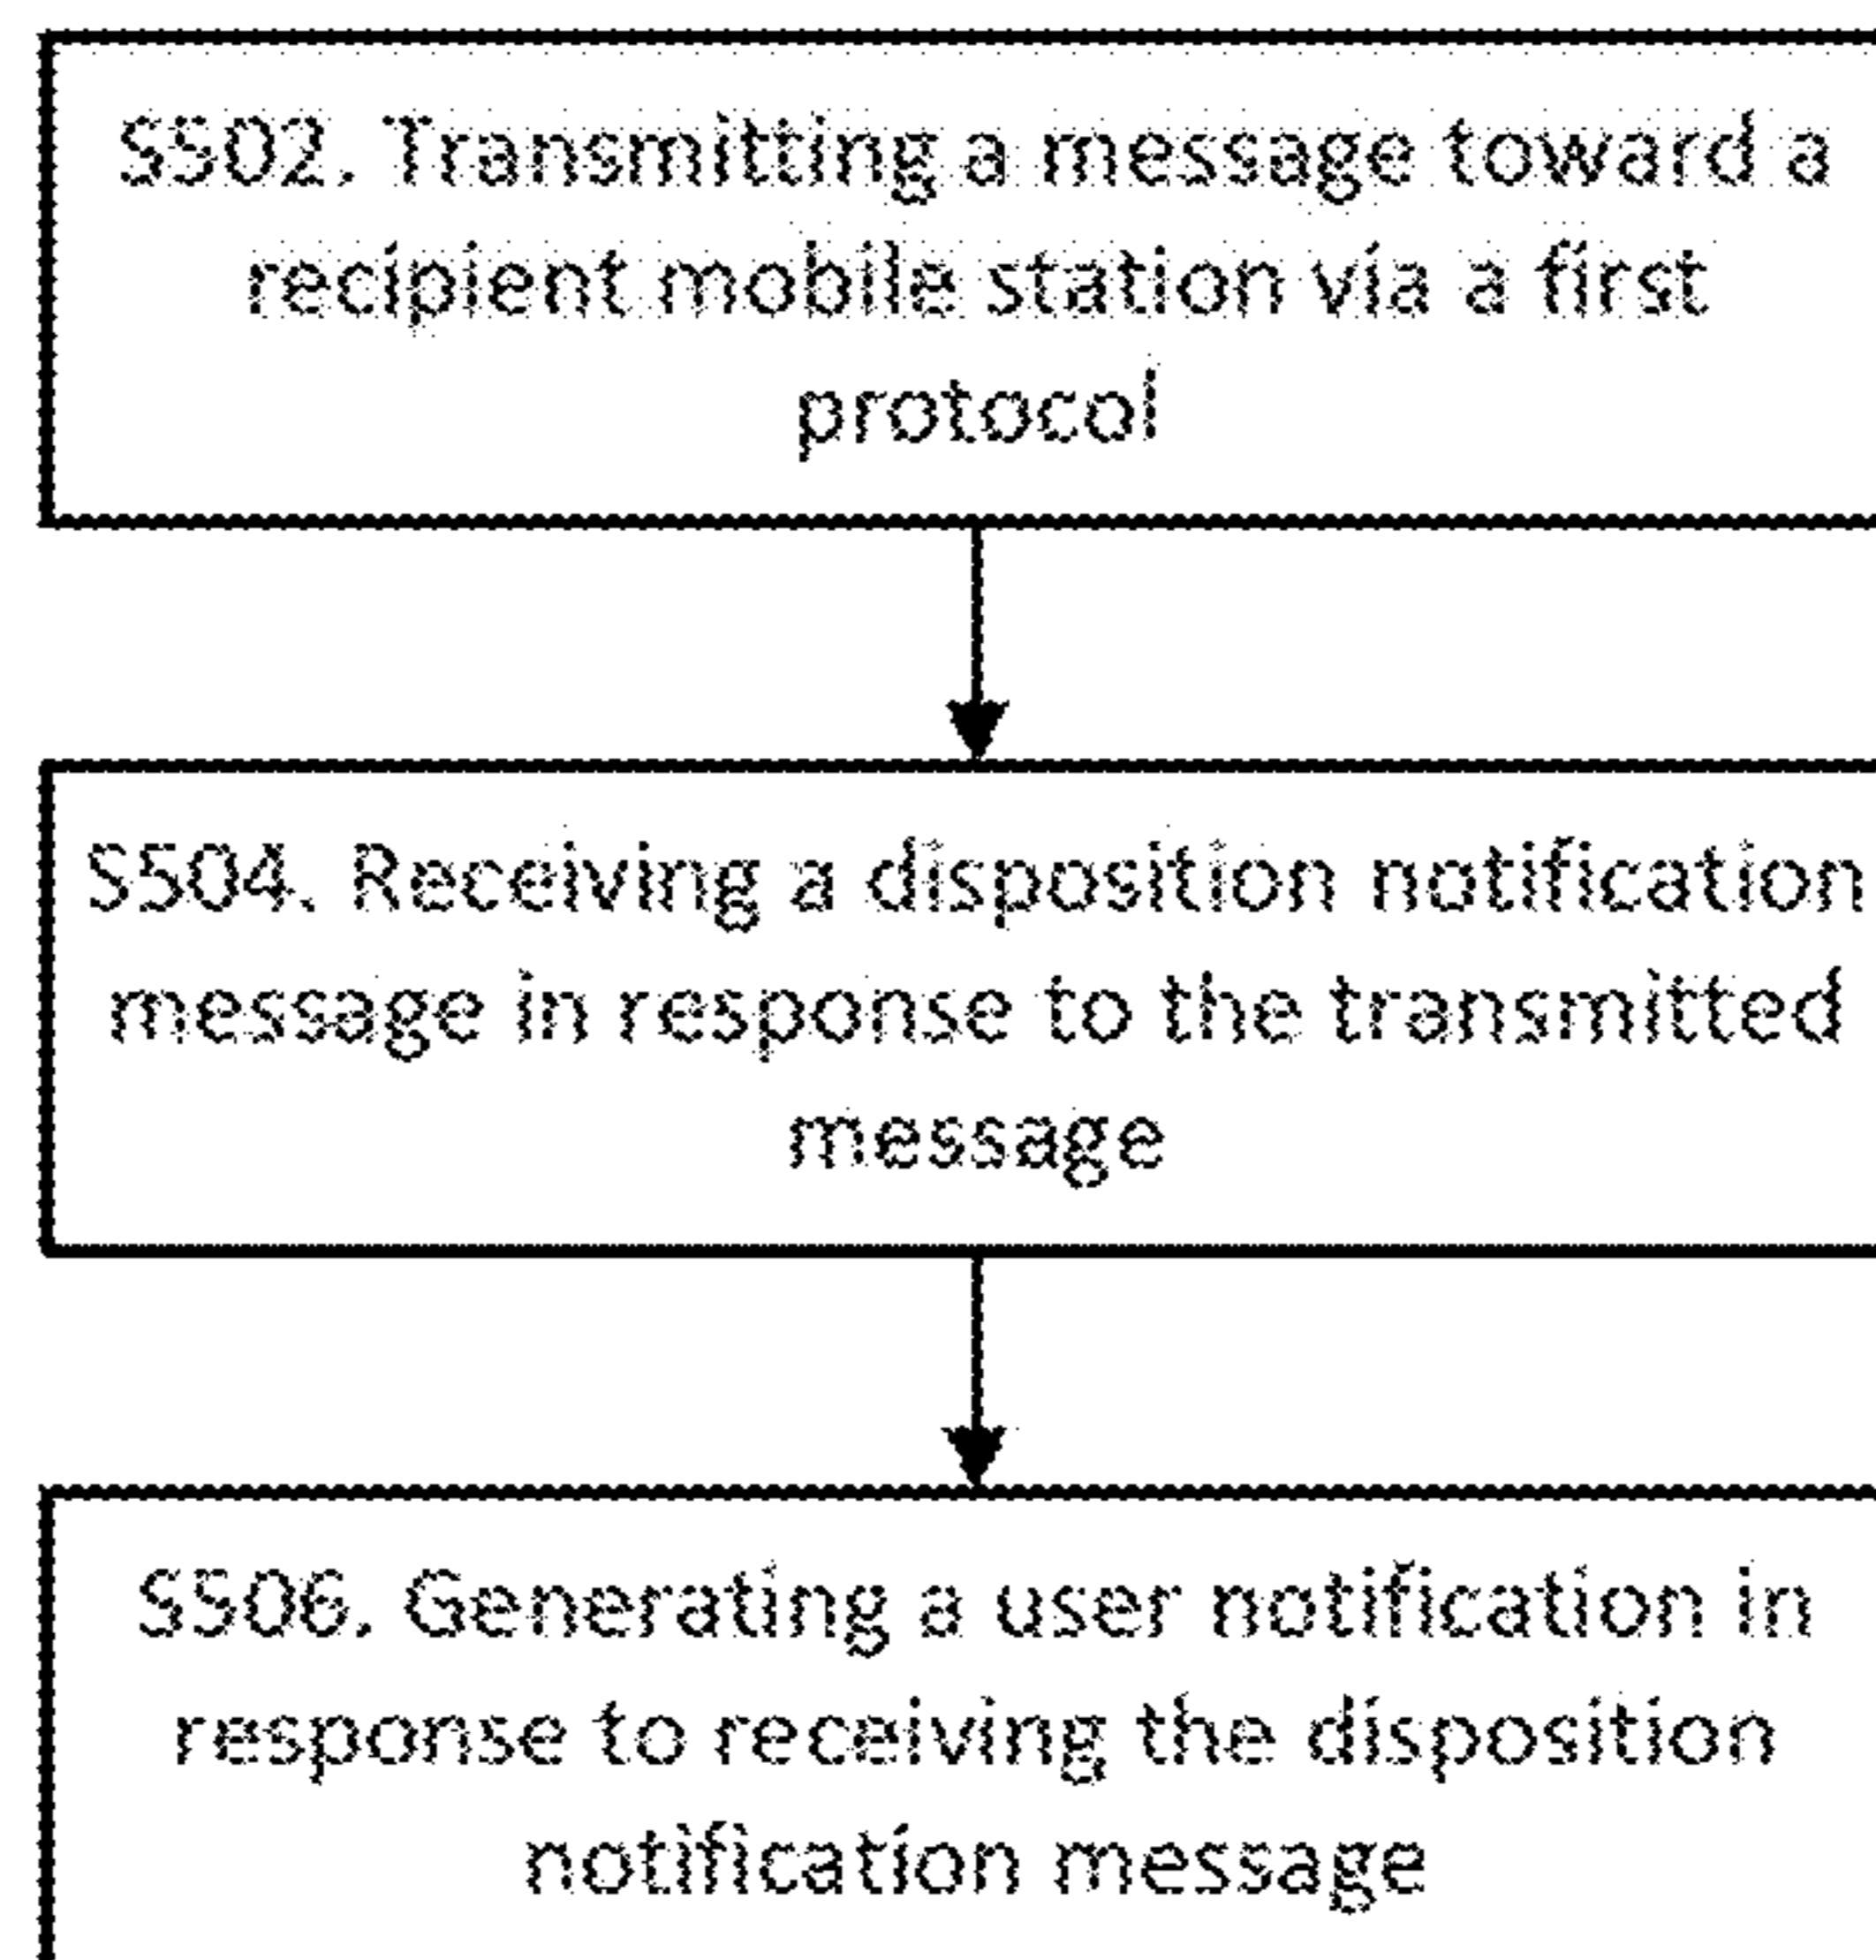 S502. Transmitting a message toward a
recipient mobile station via a first
protocol
S504. Receiving a disposition notification
message in response to the transmitted
message
S506. Generating a user notification in
response to receiving the disposition
notification message